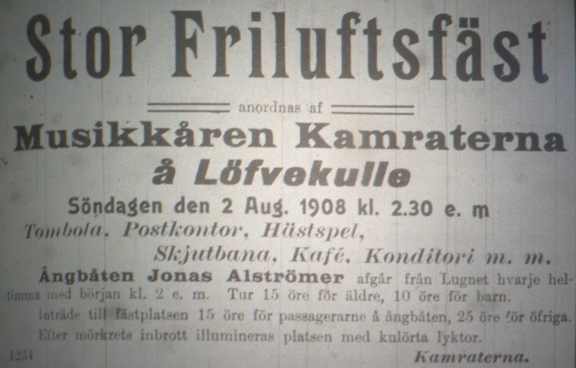 Stor Friluftsfäst
anordnas af
Musikkåren Kamraterna
å Löfvekulle
Söndagen den 2 Aug. 1908 kl. 2.30 e. m
Tombola, Postkontor, Hästspel,
Skjutbana, Kafé, Konditori m. m.
Ångbåten Jonas Alströmer afgår från Lugnet hvarje hel-
timma med början kl. 2 e. m. Tur 15 öre för äldre, 10 öre för barn.
Inträde till fästplatsen 15 öre för passagerarne å ångbåten, 25 öre för öfriga.
Efter mörkrets inbrott illumineras platsen med kulörta lyktor.
1234 Kamraterna.